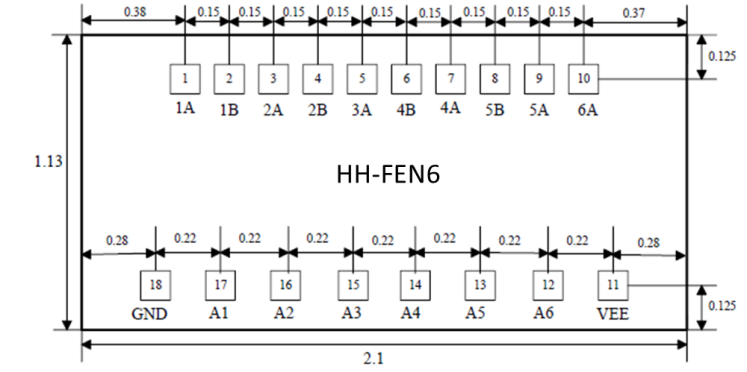 0.38 0.15 0.15 0.15 0.15 0.15 0.15 0.15 0.15 0.15 0.37
0.125
1 2 3 4 5 6 7 8 9 10
1A 1B 2A 2B 3A 4B 4A 5B 5A 6A
1.13
HH-FEN6
0.28 0.22 0.22 0.22 0.22 0.22 0.22 0.22 0.28
18 17 16 15 14 13 12 11
0.125
GND A1 A2 A3 A4 A5 A6 VEE
2.1